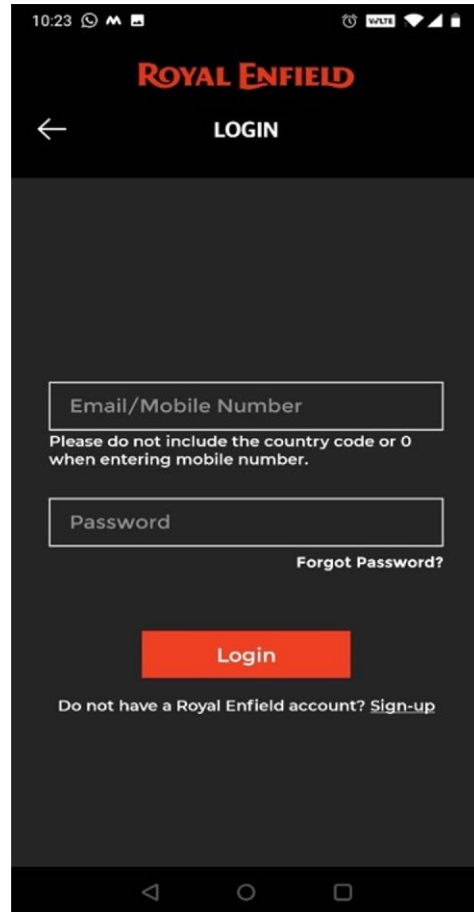 10:23
VoLTE
ROYAL ENFIELD
LOGIN
Email/Mobile Number
Please do not include the country code or 0
when entering mobile number.
Password
Forgot Password?
Login
Do not have a Royal Enfield account? Sign-up